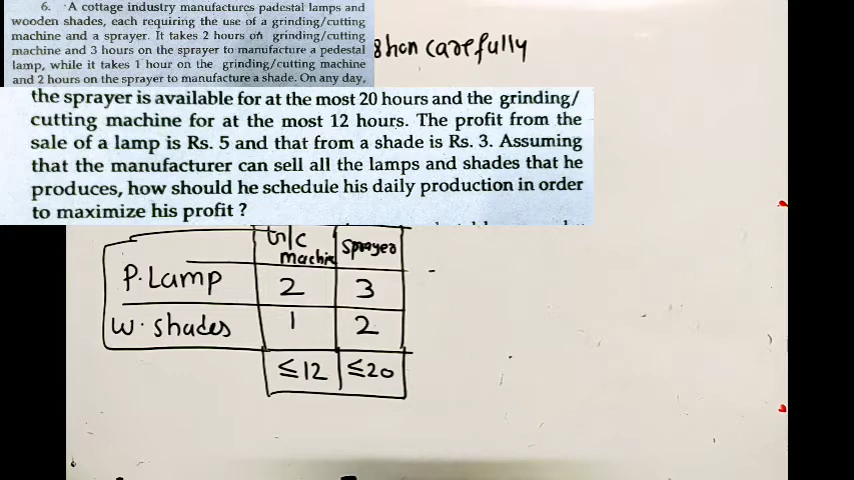 6. A cottage industry manufactures padestal lamps and
wooden shades, each requiring the use of a grinding/cutting
machine and a sprayer. It takes 2 hours on grinding/cutting
machine and 3 hours on the sprayer to manufacture a pedestal
lamp, while it takes 1 hour on the grinding/cutting machine
and 2 hours on the sprayer to manufacture a shade. On any day,
carefully
the sprayer is available for at the most 20 hours and the grinding/
cutting machine for at the most 12 hours. The profit from the
sale of a lamp is Rs. 5 and that from a shade is Rs. 3. Assuming
that the manufacturer can sell all the lamps and shades that he
produces, how should he schedule his daily production in order
to maximize his profit ?
G/C machine Sprayer
P. Lamp 2 3
W. shades 1 2
≤12 ≤20